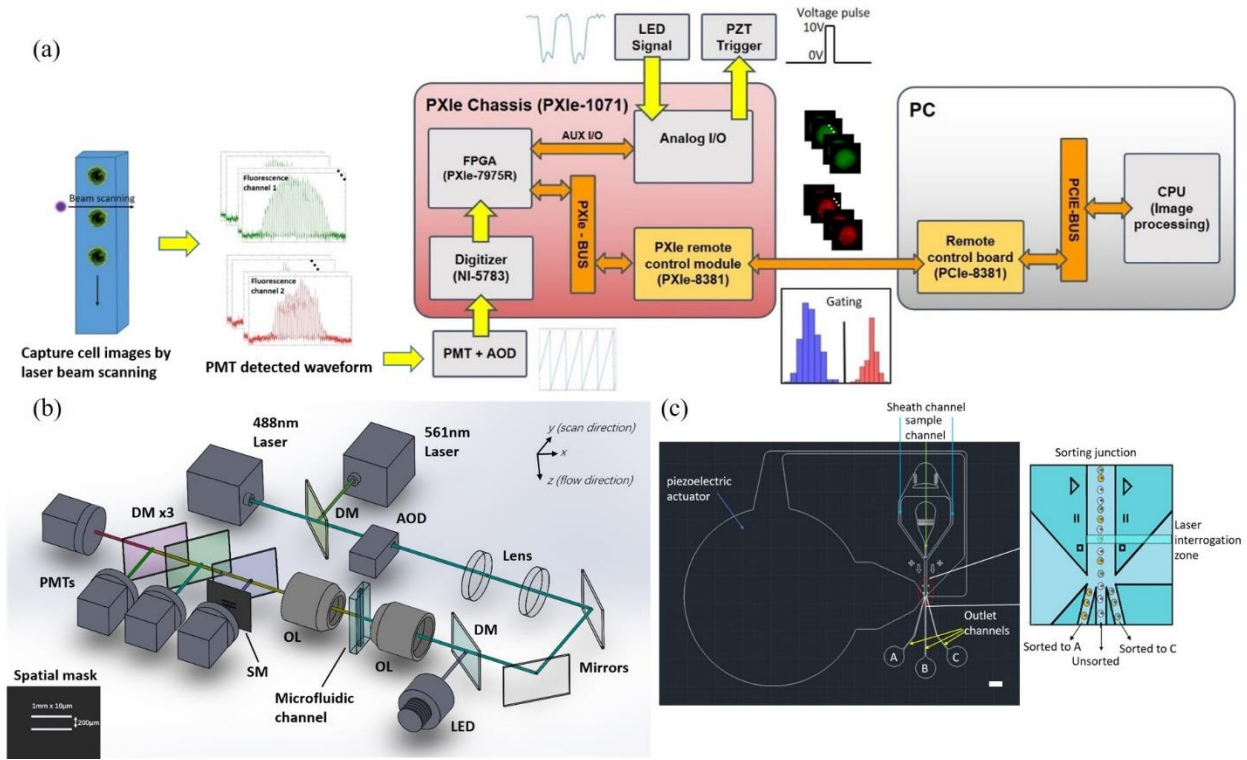 (a)
LED
Signal
PZT
Trigger
Voltage pulse
10V
0V
PXIe Chassis (PXIe-1071)
PC
FPGA
(PXIe-7975R)
AUX I/O
Analog I/O
Beam scanning
Fluorescence
channel 1
Fluorescence
channel 2
Digitizer
(NI-5783)
PXIe - BUS
PXIe remote
control module
(PXIe-8381)
Remote
control board
(PCIe-8381)
PCIE-BUS
CPU
(Image
processing)
Gating
Capture cell images by
laser beam scanning
PMT detected waveform
PMT + AOD
(b)
488nm
Laser
561nm
Laser
y (scan direction)
x
z (flow direction)
DM x3
DM
AOD
Lens
PMTs
OL
DM
OL
SM
Mirrors
Microfluidic
channel
LED
Spatial mask
1mm x 10μm
200μm
(c)
Sheath channel
sample
channel
piezoelectric
actuator
Outlet
channels
A
B
C
Sorting junction
Laser
interrogation
zone
Sorted to A
Unsorted
Sorted to C